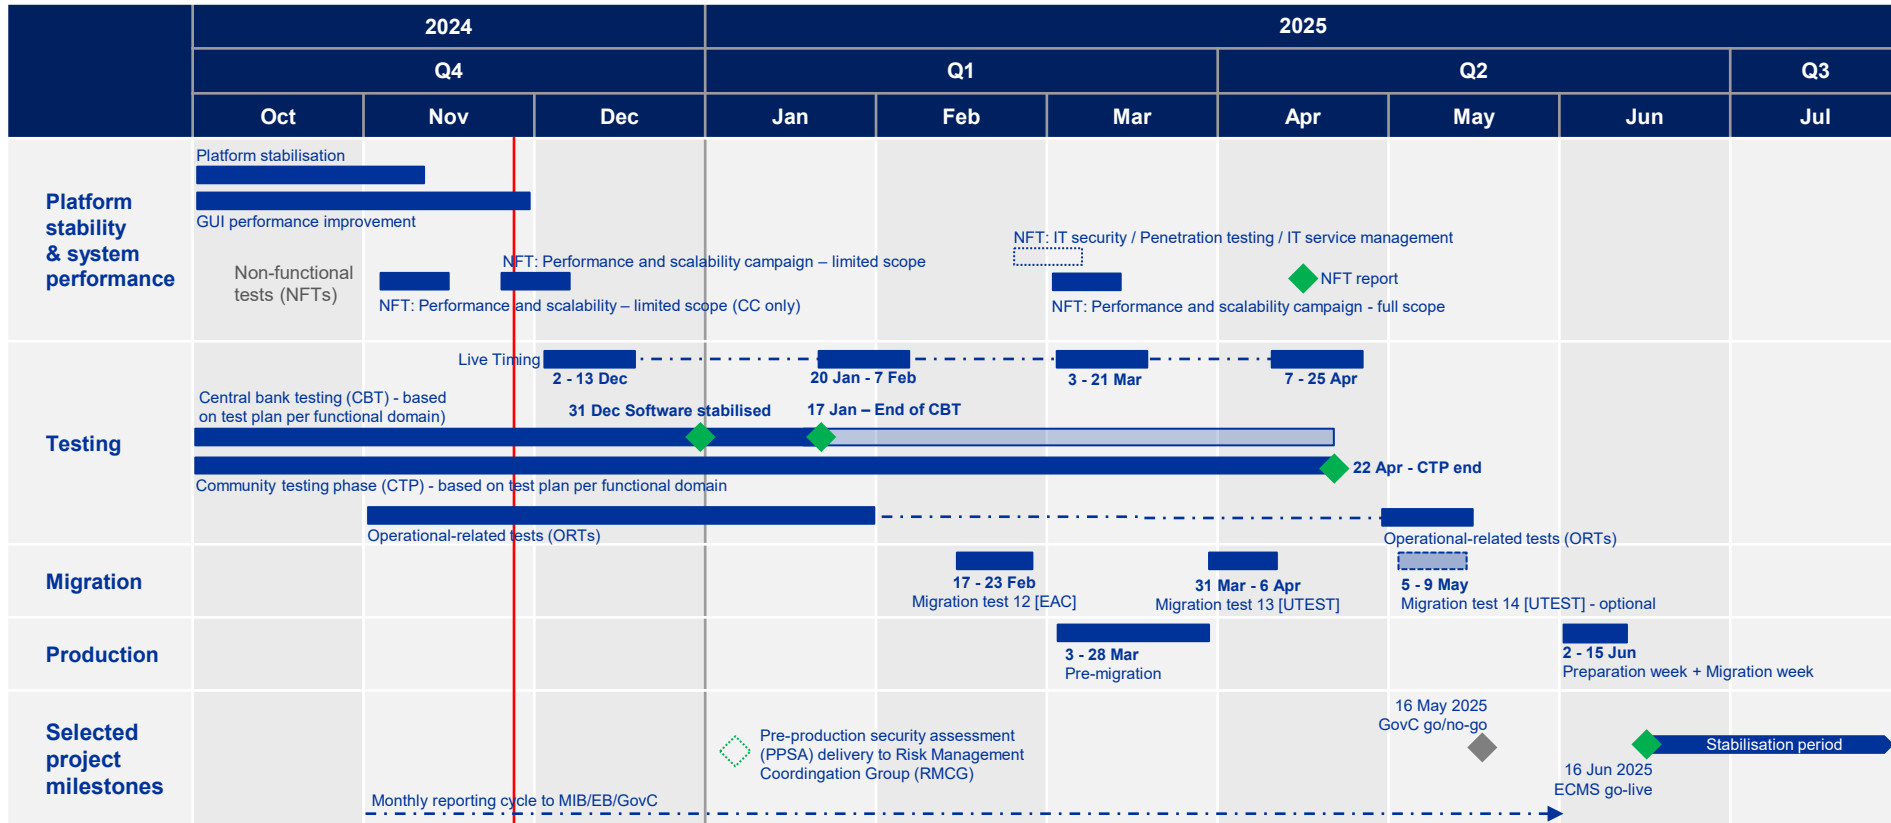 2024
2025
Q4
Q1
Q2
Q3
Oct
Nov
Dec
Jan
Feb
Mar
Apr
May
Jun
Jul
Platform
stability
& system
performance
Platform stabilisation
GUI performance improvement
Non-functional
tests (NFTs)
NFT: Performance and scalability campaign – limited scope
NFT: Performance and scalability – limited scope (CC only)
NFT: IT security / Penetration testing / IT service management
NFT: Performance and scalability campaign - full scope
NFT report
Testing
Live Timing
2 - 13 Dec
20 Jan - 7 Feb
3 - 21 Mar
7 - 25 Apr
Central bank testing (CBT) - based
on test plan per functional domain)
31 Dec Software stabilised
17 Jan – End of CBT
22 Apr - CTP end
Community testing phase (CTP) - based on test plan per functional domain
Operational-related tests (ORTs)
Operational-related tests (ORTs)
Migration
17 - 23 Feb
Migration test 12 [EAC]
31 Mar - 6 Apr
Migration test 13 [UTEST]
5 - 9 May
Migration test 14 [UTEST] - optional
Production
3 - 28 Mar
Pre-migration
2 - 15 Jun
Preparation week + Migration week
Selected
project
milestones
Pre-production security assessment
(PPSA) delivery to Risk Management
Coordingation Group (RMCG)
16 May 2025
GovC go/no-go
Stabilisation period
16 Jun 2025
ECMS go-live
Monthly reporting cycle to MIB/EB/GovC